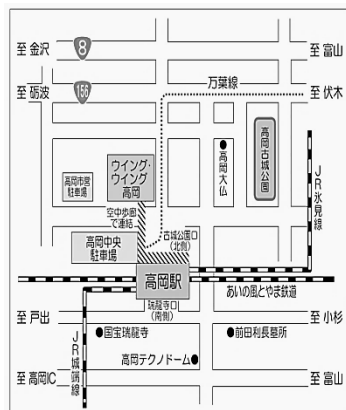 至 金沢
8
至 富山
至 砺波
156
万葉線
至 伏木
高岡古城公園
高岡大仏
JR氷見線
ウイング・
ウイング
高岡
高岡市営
駐車場
空中歩廊
で連結
古城公園口
(北側)
高岡中央
駐車場
高岡駅
あいの風とやま鉄道
瑞龍寺口
(南側)
至 戸出
至 小杉
国宝瑞龍寺
前田利長墓所
JR城端線
高岡テクノドーム
至 高岡IC
至 富山